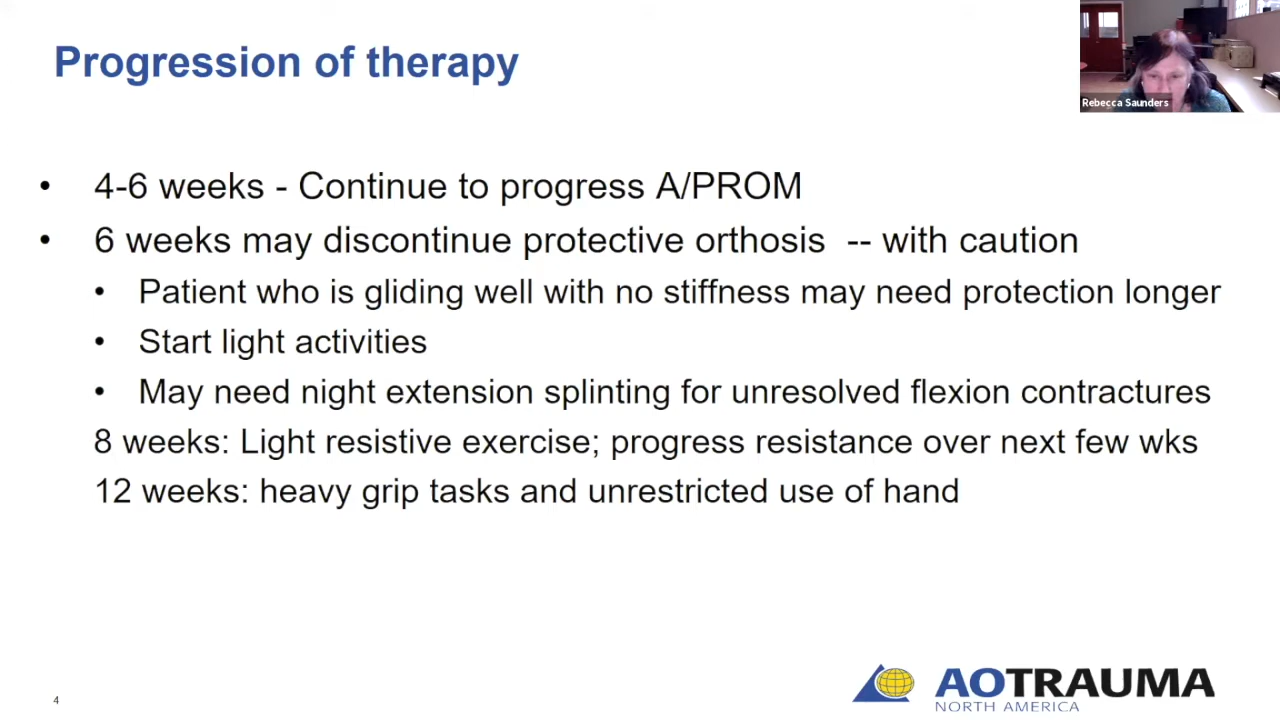 Progression of therapy
Rebecca Saunders
• 4-6 weeks - Continue to progress A/PROM
• 6 weeks may discontinue protective orthosis -- with caution
• Patient who is gliding well with no stiffness may need protection longer
• Start light activities
• May need night extension splinting for unresolved flexion contractures
8 weeks: Light resistive exercise; progress resistance over next few wks
12 weeks: heavy grip tasks and unrestricted use of hand
4
AOTRAUMA
NORTH AMERICA